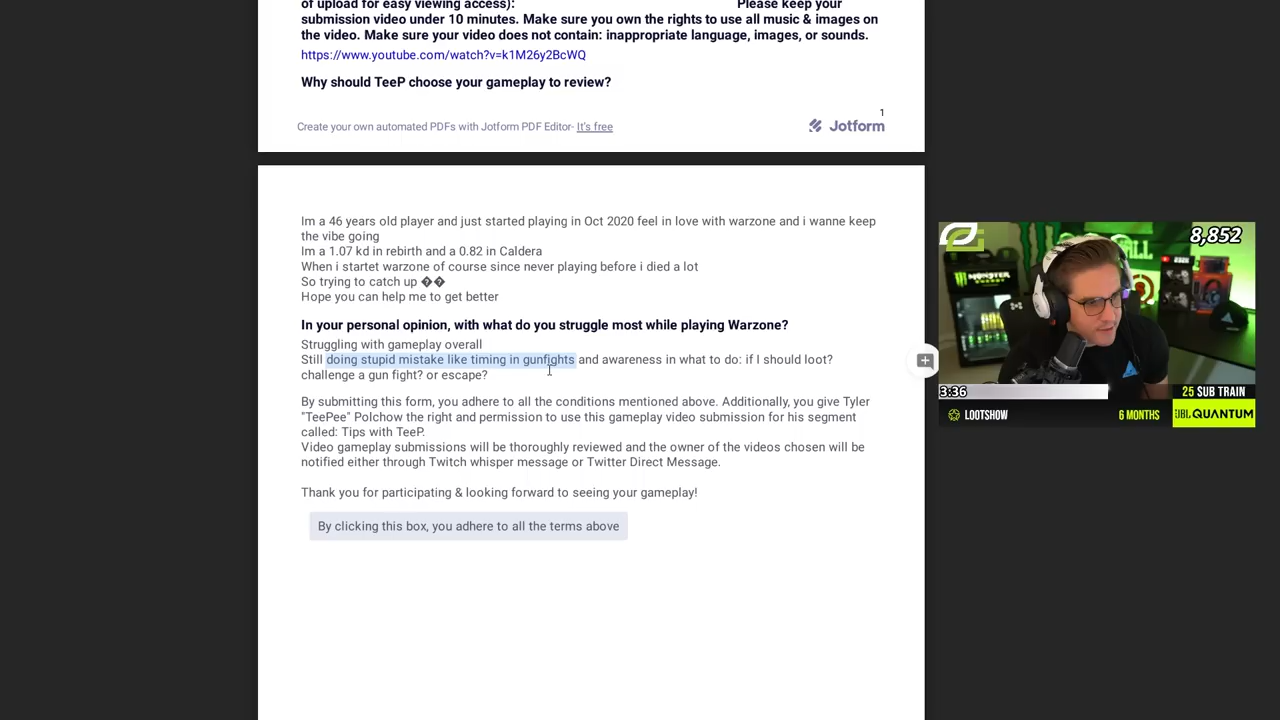 of upload for easy viewing access): Please keep your
submission video under 10 minutes. Make sure you own the rights to use all music & images on
the video. Make sure your video does not contain: inappropriate language, images, or sounds.
https://www.youtube.com/watch?v=k1M26y2BcWQ
Why should TeeP choose your gameplay to review?
1
Create your own automated PDFs with Jotform PDF Editor- It's free
Jotform
Im a 46 years old player and just started playing in Oct 2020 feel in love with warzone and i wanne keep
the vibe going
Im a 1.07 kd in rebirth and a 0.82 in Caldera
When i startet warzone of course since never playing before i died a lot
So trying to catch up ��
Hope you can help me to get better
In your personal opinion, with what do you struggle most while playing Warzone?
Struggling with gameplay overall
Still doing stupid mistake like timing in gunfights and awareness in what to do: if I should loot?
challenge a gun fight? or escape?
By submitting this form, you adhere to all the conditions mentioned above. Additionally, you give Tyler
"TeePee" Polchow the right and permission to use this gameplay video submission for his segment
called: Tips with TeeP.
Video gameplay submissions will be thoroughly reviewed and the owner of the videos chosen will be
notified either through Twitch whisper message or Twitter Direct Message.
Thank you for participating & looking forward to seeing your gameplay!
By clicking this box, you adhere to all the terms above
8,852
MONSTER
3:36
25 SUB TRAIN
LOOTSHOW
6 MONTHS
JBL QUANTUM